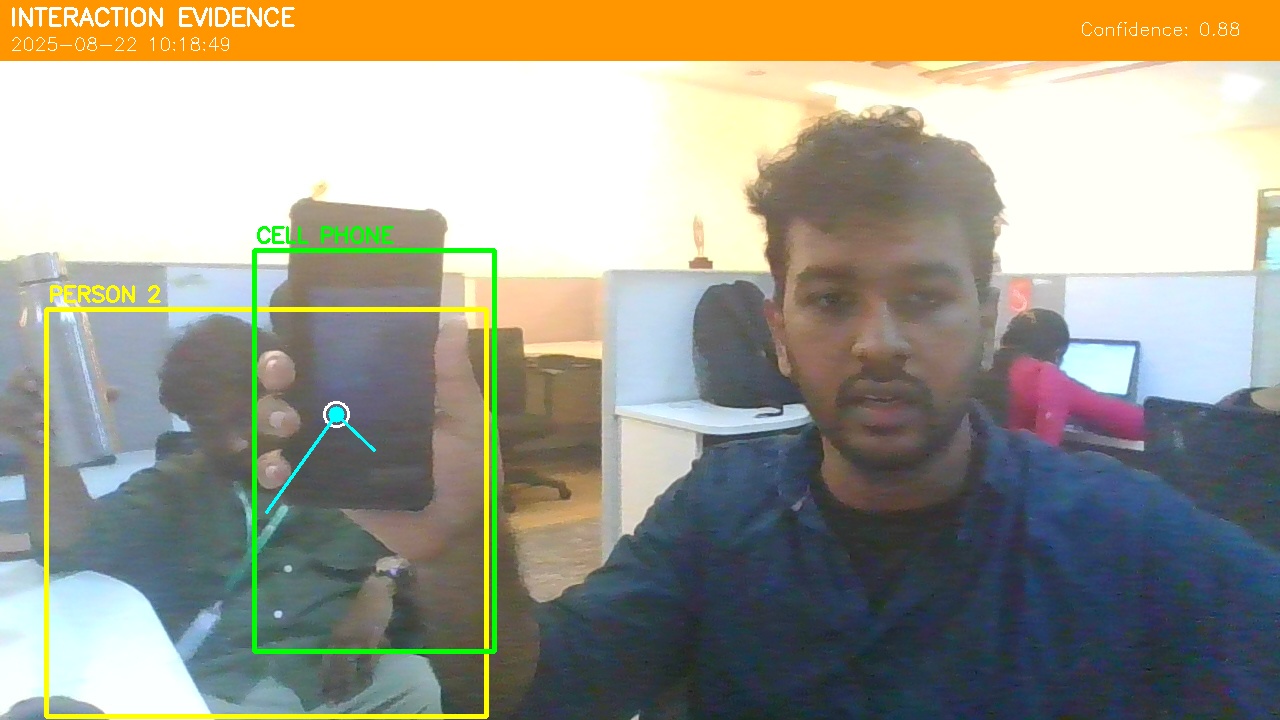 INTERACTION EVIDENCE
2025-08-22 10:18:49
Confidence: 0.88
CELL PHONE
PERSON 2